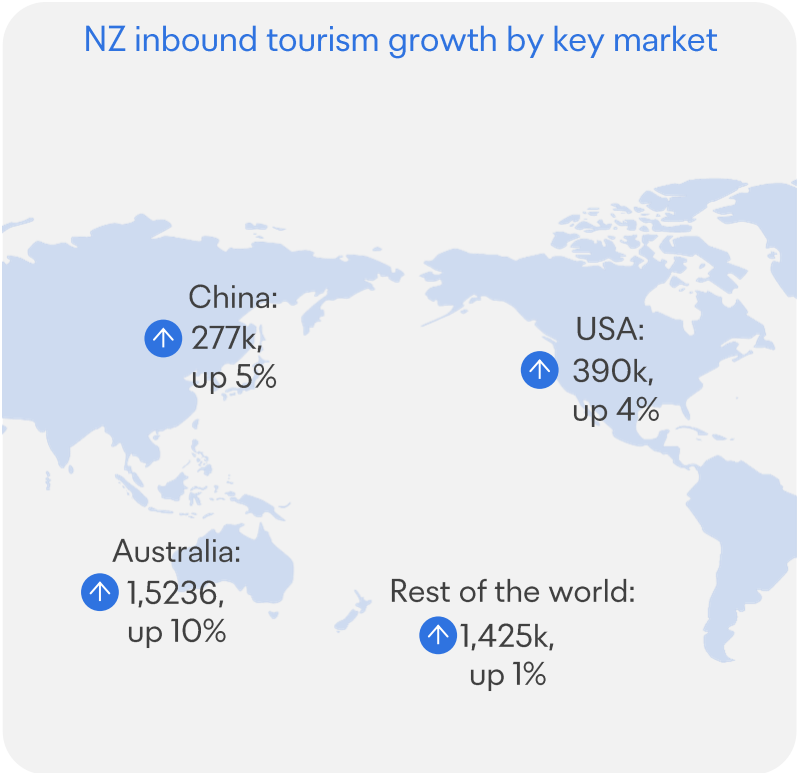 NZ inbound tourism growth by key market
China:
277k,
up 5%
USA:
390k,
up 4%
Australia:
1,5236,
up 10%
Rest of the world:
1,425k,
up 1%